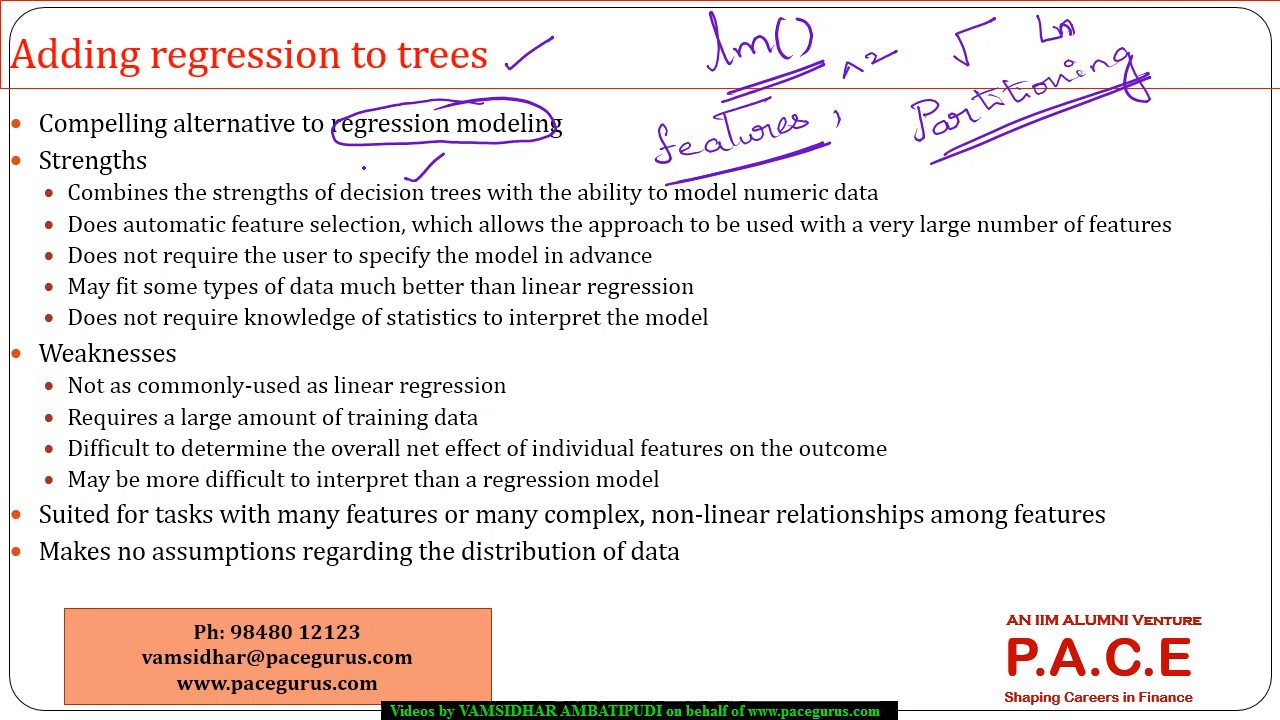 Adding regression to trees
lm()
^2
√ Ln
features,
Partitioning
• Compelling alternative to regression modeling
• Strengths
• Combines the strengths of decision trees with the ability to model numeric data
• Does automatic feature selection, which allows the approach to be used with a very large number of features
• Does not require the user to specify the model in advance
• May fit some types of data much better than linear regression
• Does not require knowledge of statistics to interpret the model
• Weaknesses
• Not as commonly-used as linear regression
• Requires a large amount of training data
• Difficult to determine the overall net effect of individual features on the outcome
• May be more difficult to interpret than a regression model
• Suited for tasks with many features or many complex, non-linear relationships among features
• Makes no assumptions regarding the distribution of data
Ph: 98480 12123
vamsidhar@pacegurus.com
www.pacegurus.com
AN IIM ALUMNI VENTURE
P.A.C.E
Shaping Careers in Finance
Videos by VAMSIDHAR AMBATIPUDI on behalf of www.pacegurus.com